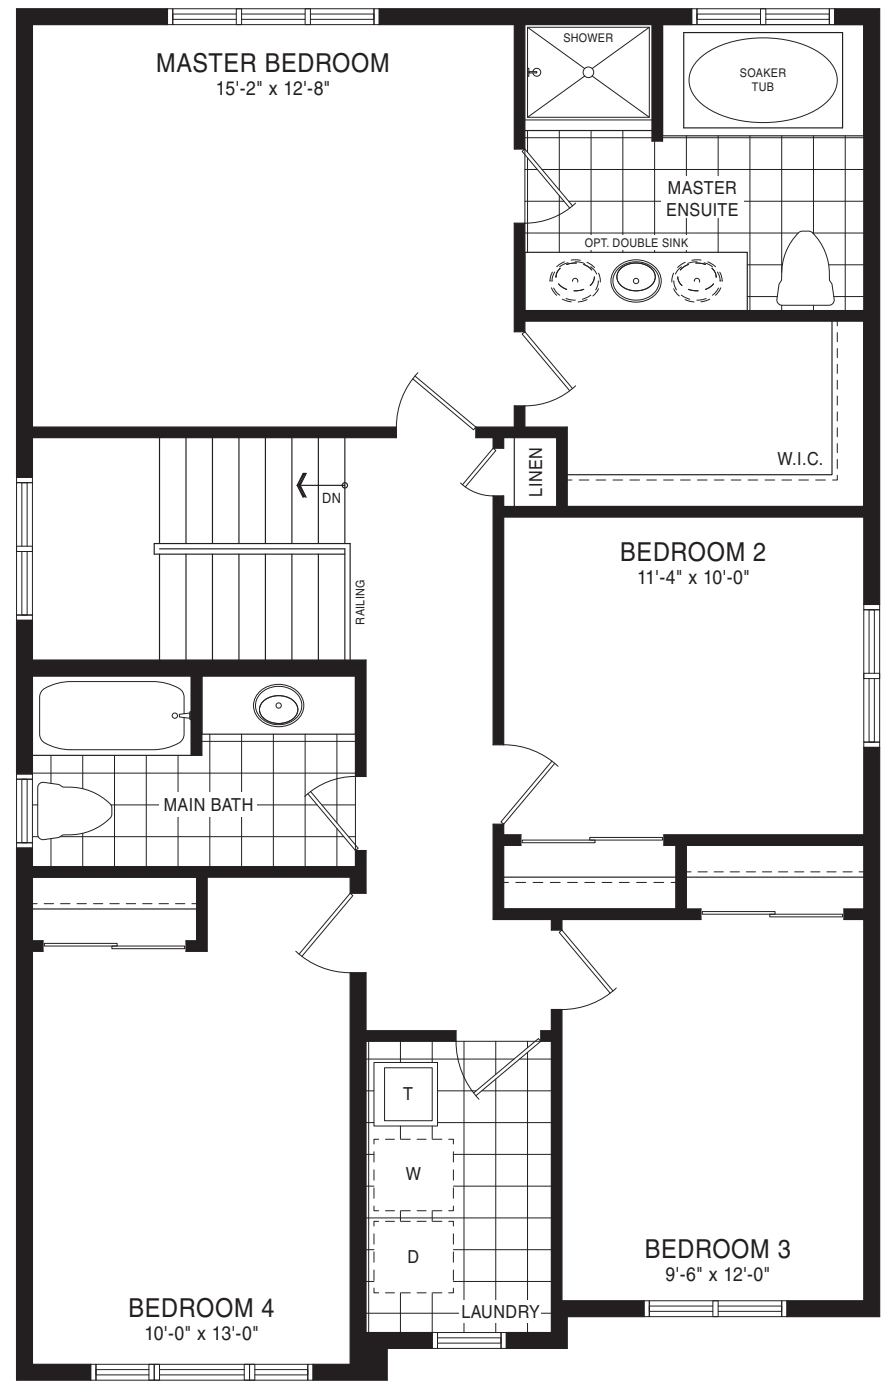 MASTER BEDROOM
15'-2" x 12'-8"
SHOWER
SOAKER
TUB
MASTER
ENSUITE
OPT. DOUBLE SINK
W.I.C.
LINEN
DN
RAILING
BEDROOM 2
11'-4" x 10'-0"
MAIN BATH
T
W
D
LAUNDRY
BEDROOM 3
9'-6" x 12'-0"
BEDROOM 4
10'-0" x 13'-0"